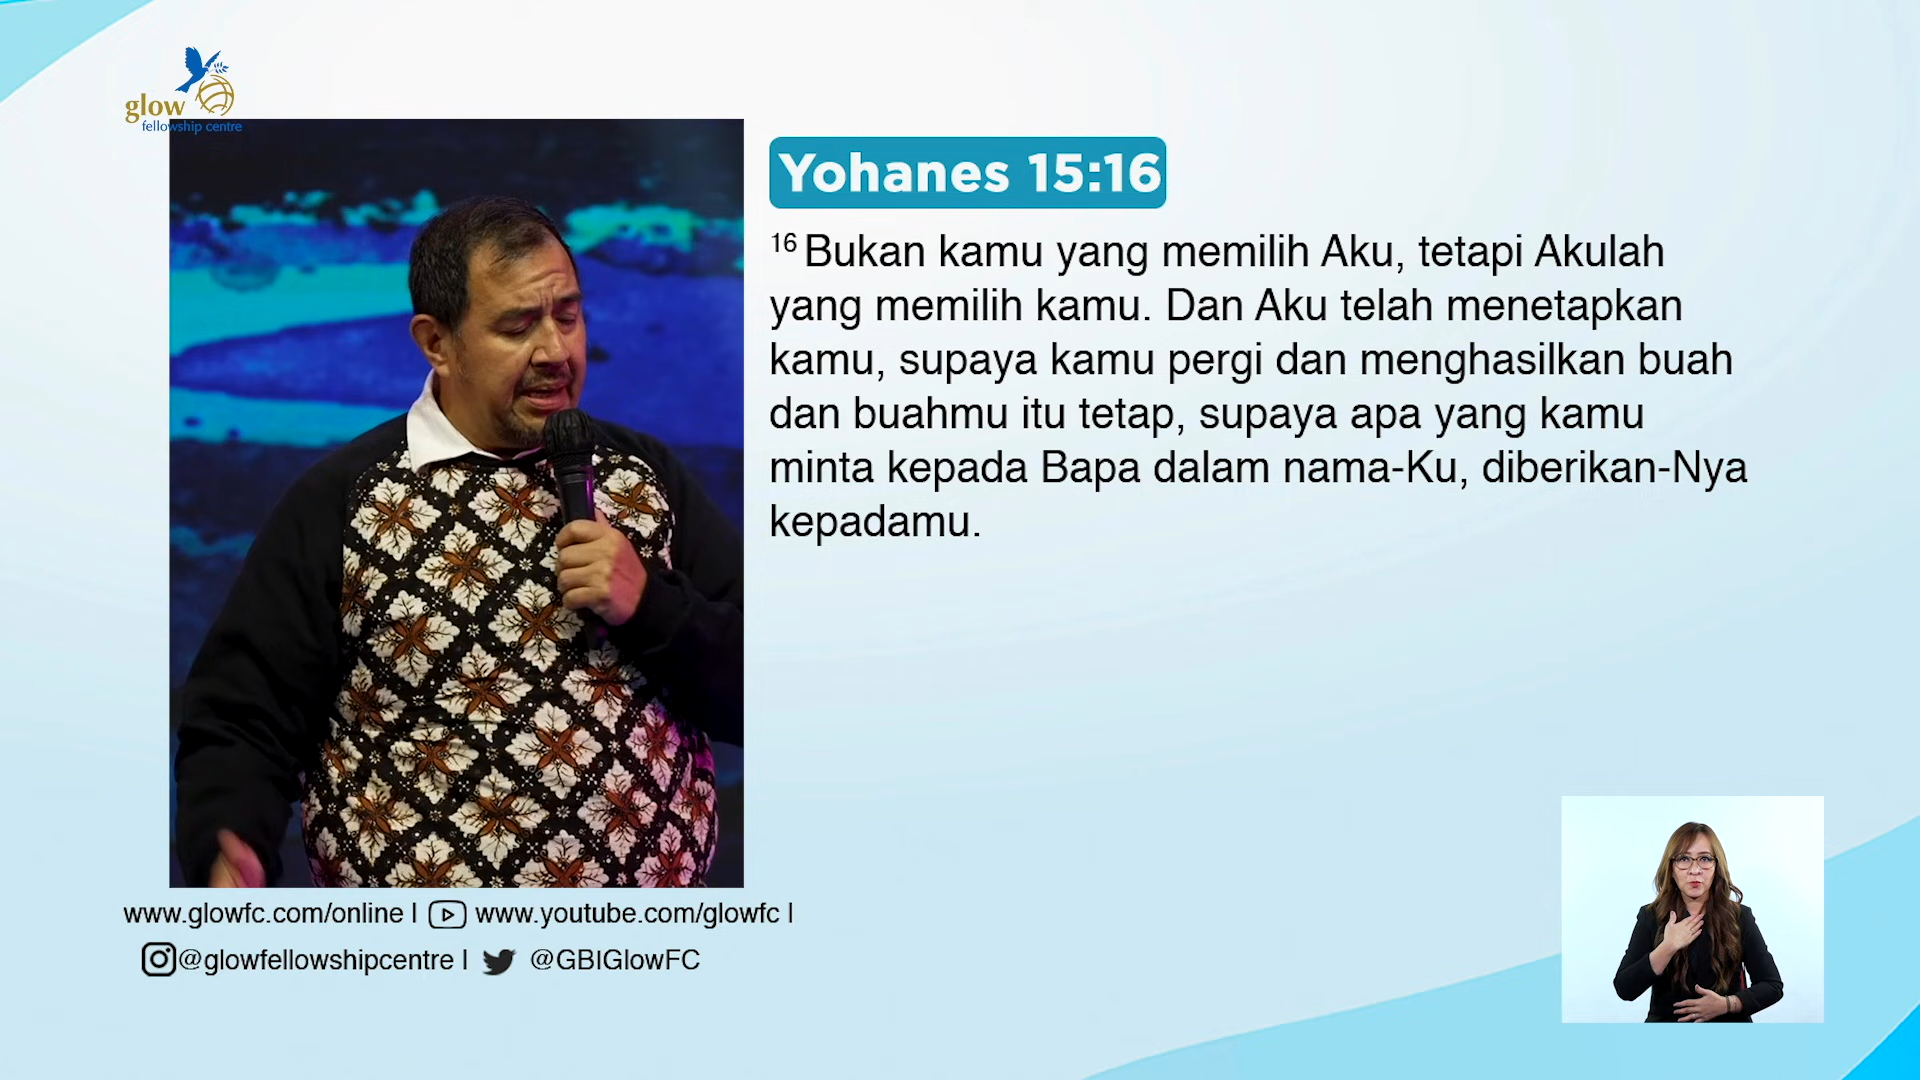 glow
fellowship centre
Yohanes 15:16
16 Bukan kamu yang memilih Aku, tetapi Akulah
yang memilih kamu. Dan Aku telah menetapkan
kamu, supaya kamu pergi dan menghasilkan buah
dan buahmu itu tetap, supaya apa yang kamu
minta kepada Bapa dalam nama-Ku, diberikan-Nya
kepadamu.
www.glowfc.com/online | www.youtube.com/glowfc |
@glowfellowshipcentre | @GBIGlowFC